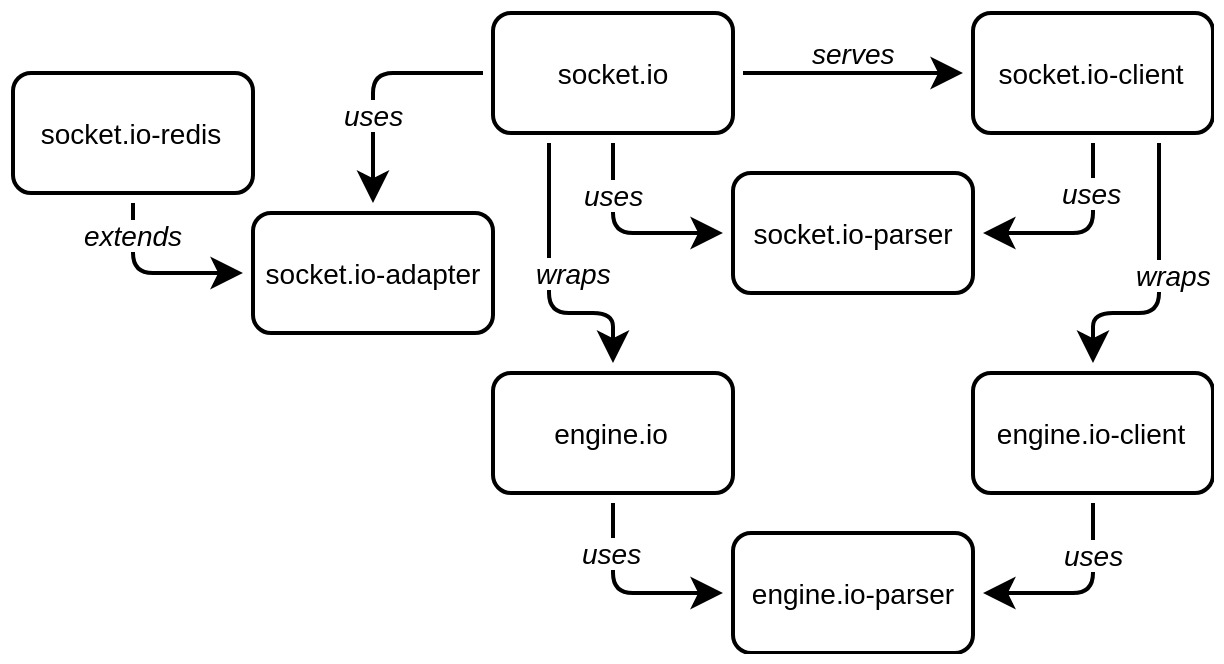 socket.io
serves
socket.io-client
socket.io-redis
uses
extends
socket.io-adapter
uses
socket.io-parser
uses
wraps
wraps
engine.io
engine.io-client
uses
engine.io-parser
uses